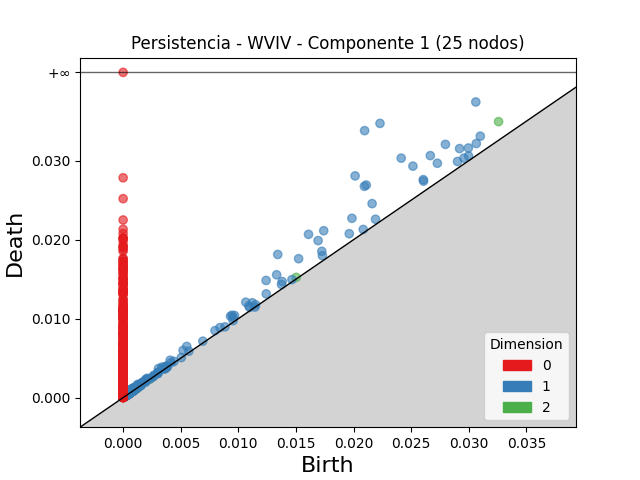 Persistencia - WVIV - Componente 1 (25 nodos)
+∞
0.030
0.020
0.010
0.000
Death
0.000 0.005 0.010 0.015 0.020 0.025 0.030 0.035
Birth
Dimension
0
1
2